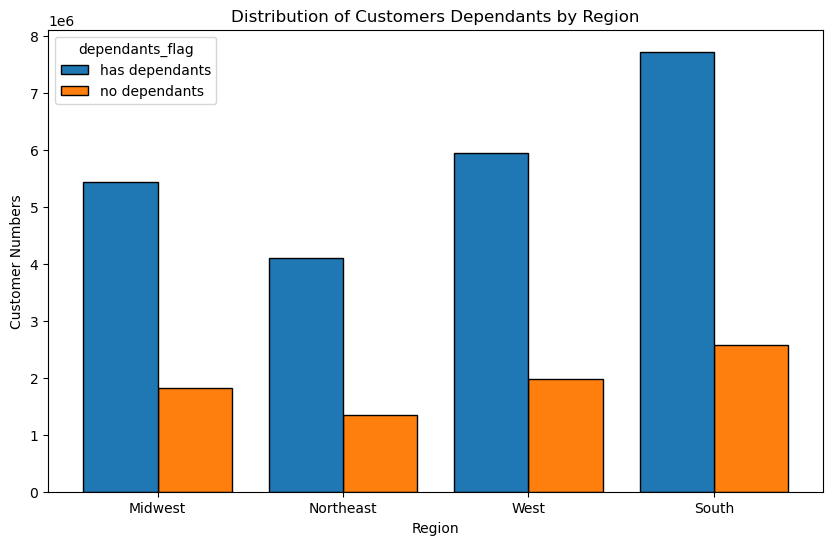 Distribution of Customers Dependants by Region
1e6
8
7
6
5
4
3
2
1
0
Customer Numbers
dependants_flag
has dependants
no dependants
Midwest
Northeast
West
South
Region